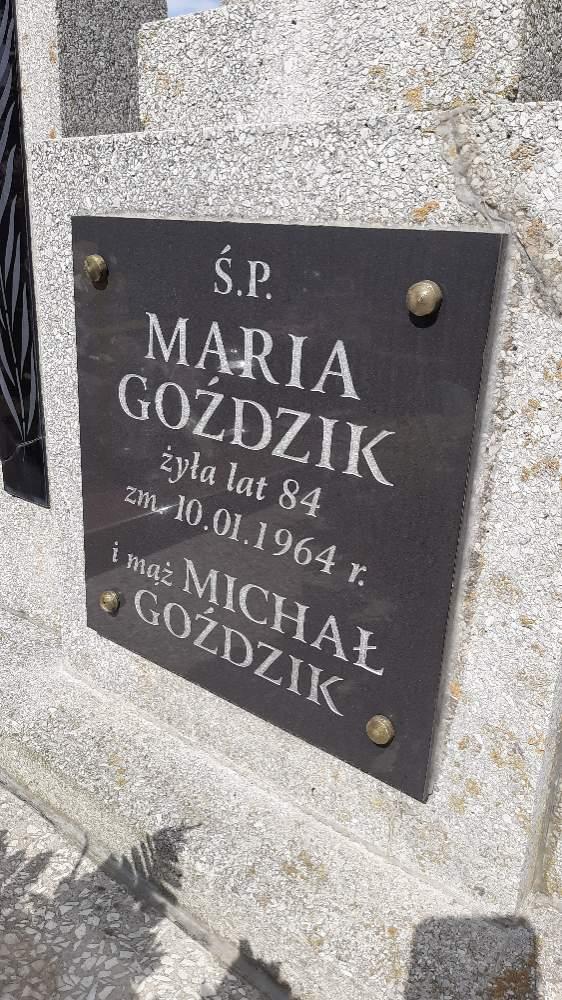 Ś.P.
MARIA
GOŹDZIK
żyła lat 84
zm. 10.01.1964 r.
i mąż MICHAŁ
GOŹDZIK